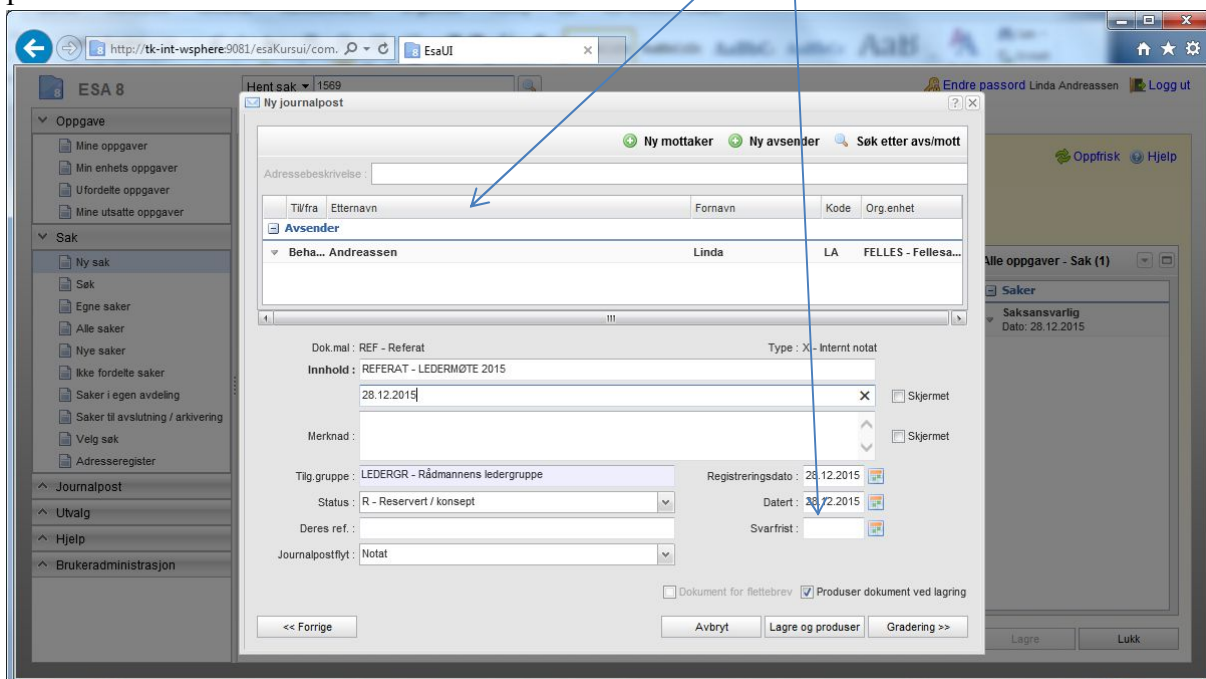 http://tk-int-wsphere:9081/esaKursui/com.
EsaUI
ESA 8
Hent sak 1569
Endre passord Linda Andreassen Logg ut
Oppgave
Mine oppgaver
Min enhets oppgaver
Ufordelte oppgaver
Mine utsatte oppgaver
Sak
Ny sak
Søk
Egne saker
Alle saker
Nye saker
Ikke fordelte saker
Saker i egen avdeling
Saker til avslutning / arkivering
Velg søk
Adresseregister
Journalpost
Utvalg
Hjelp
Brukeradministrasjon
Ny journalpost
Ny mottaker Ny avsender Søk etter avs/mott
Adressebeskrivelse :
Til/fra Etternavn Fornavn Kode Org.enhet
Avsender
Beha... Andreassen Linda LA FELLES - Fellesa...
Dok.mal : REF - Referat Type : X - Internt notat
Innhold : REFERAT - LEDERMØTE 2015
28.12.2015 Skjermet
Merknad : Skjermet
Tilg.gruppe : LEDERGR - Rådmannens ledergruppe Registreringsdato : 28.12.2015
Status : R - Reservert / konsept Datert : 28.12.2015
Deres ref. : Svarfrist :
Journalpostflyt : Notat
Dokument for flettebrev Produser dokument ved lagring
<< Forrige Avbryt Lagre og produser Gradering >>
Oppfrisk Hjelp
Alle oppgaver - Sak (1)
Saker
Saksansvarlig
Dato: 28.12.2015
Lagre Lukk